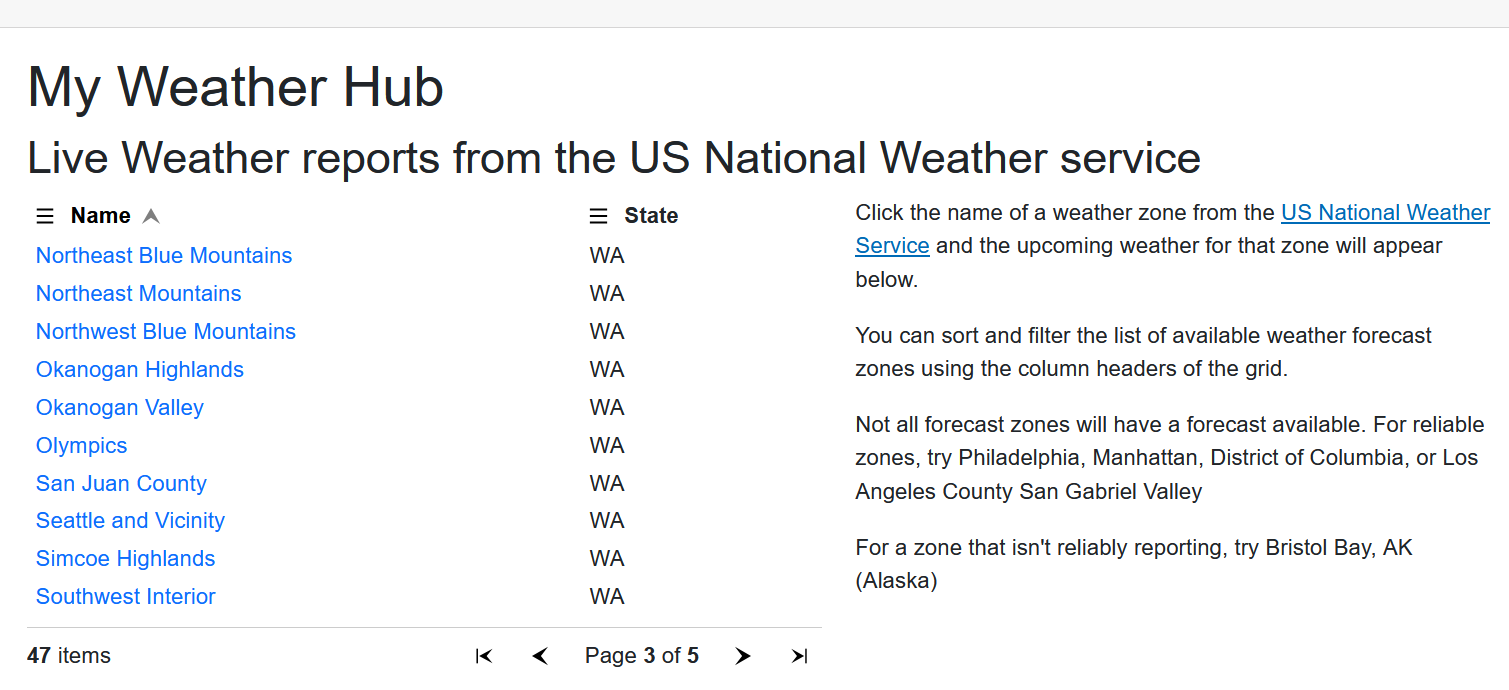 My Weather Hub
Live Weather reports from the US National Weather service
Name State
Northeast Blue Mountains WA
Northeast Mountains WA
Northwest Blue Mountains WA
Okanogan Highlands WA
Okanogan Valley WA
Olympics WA
San Juan County WA
Seattle and Vicinity WA
Simcoe Highlands WA
Southwest Interior WA
47 items Page 3 of 5
Click the name of a weather zone from the US National Weather
Service and the upcoming weather for that zone will appear
below.
You can sort and filter the list of available weather forecast
zones using the column headers of the grid.
Not all forecast zones will have a forecast available. For reliable
zones, try Philadelphia, Manhattan, District of Columbia, or Los
Angeles County San Gabriel Valley
For a zone that isn't reliably reporting, try Bristol Bay, AK
(Alaska)